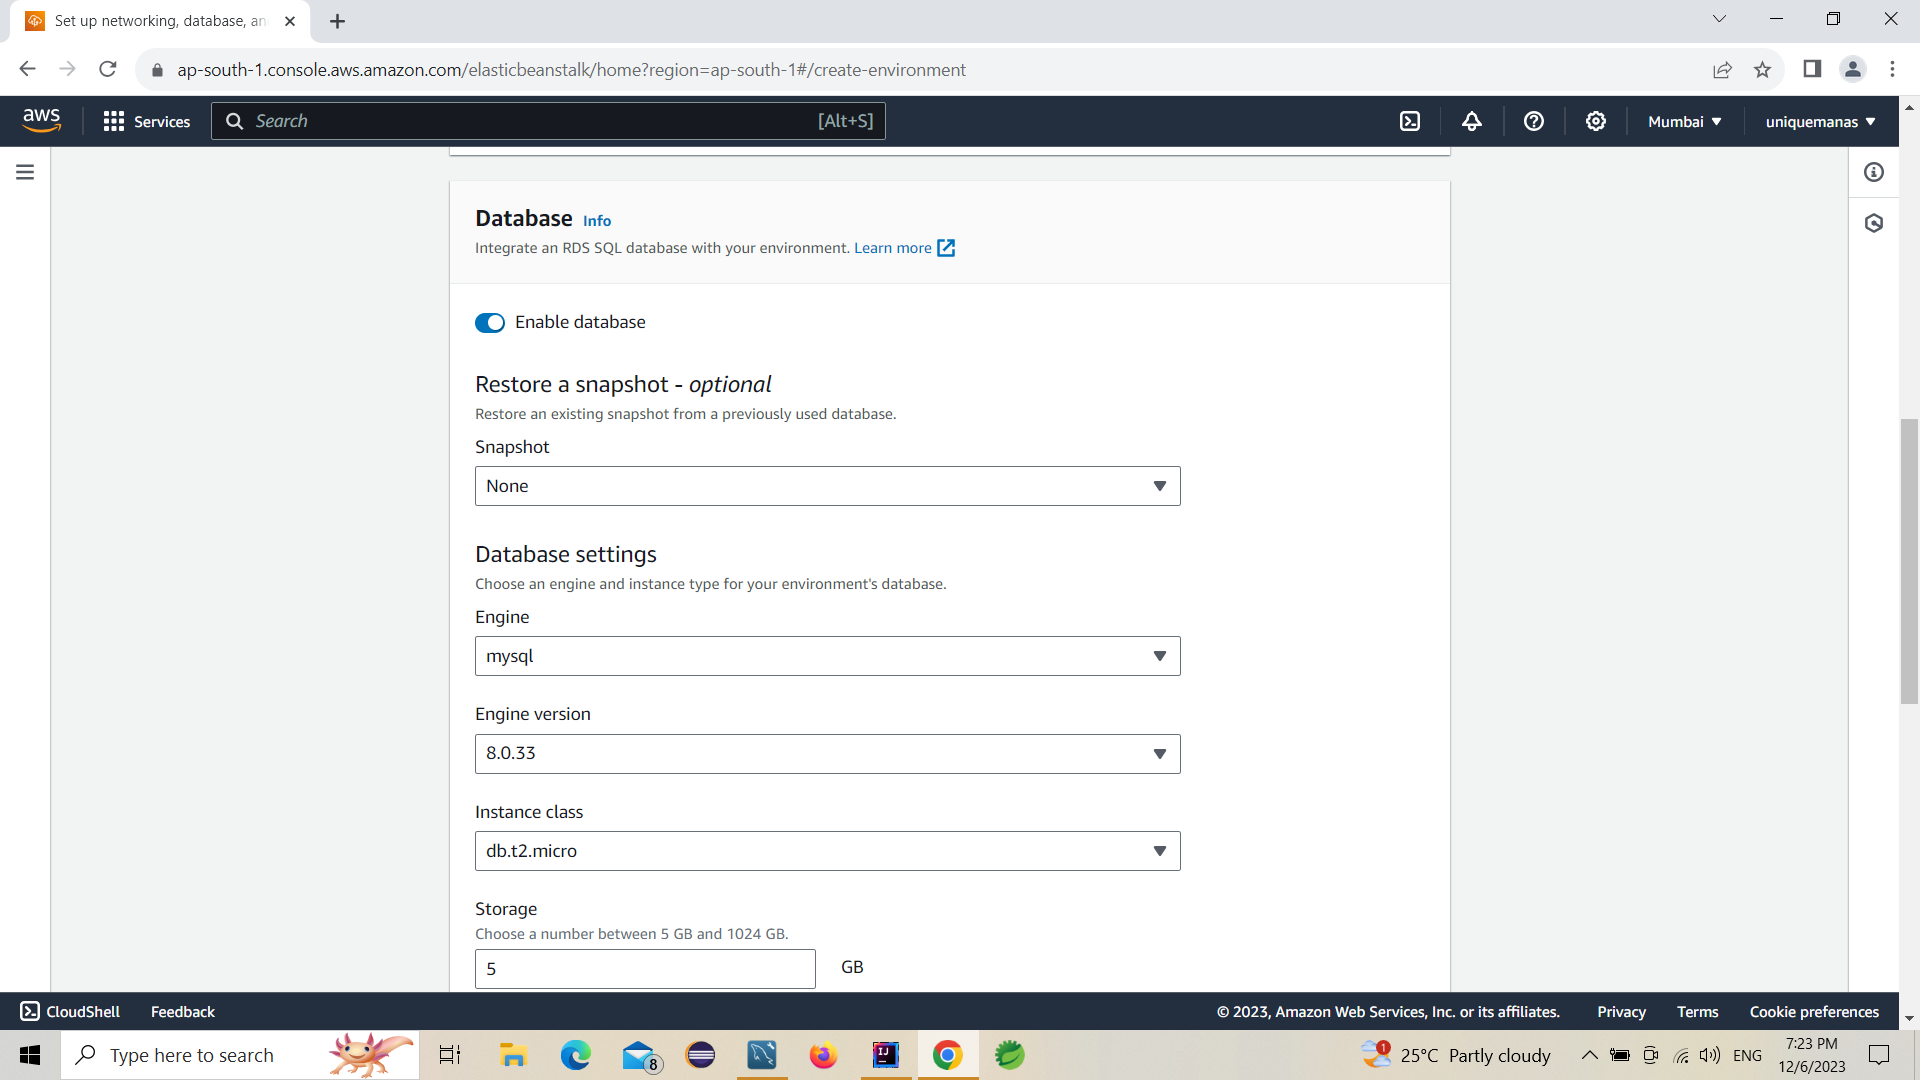 Set up networking, database, an
ap-south-1.console.aws.amazon.com/elasticbeanstalk/home?region=ap-south-1#/create-environment
aws
Services
Search
[Alt+S]
Mumbai
uniquemanas
Database Info
Integrate an RDS SQL database with your environment. Learn more
Enable database
Restore a snapshot - optional
Restore an existing snapshot from a previously used database.
Snapshot
None
Database settings
Choose an engine and instance type for your environment's database.
Engine
mysql
Engine version
8.0.33
Instance class
db.t2.micro
Storage
Choose a number between 5 GB and 1024 GB.
5 GB
CloudShell
Feedback
© 2023, Amazon Web Services, Inc. or its affiliates.
Privacy
Terms
Cookie preferences
Type here to search
8
IJ
1
25°C Partly cloudy
ENG
7:23 PM
12/6/2023